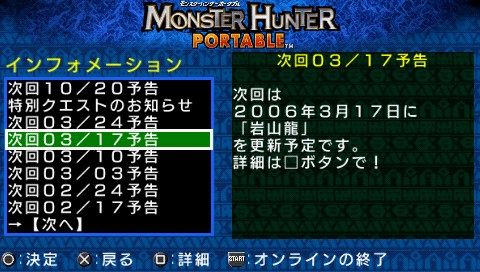 モンスターハンターポータブル
MONSTER HUNTER
PORTABLE™
インフォメーション
次回１０／２０予告
特別クエストのお知らせ
次回０３／２４予告
次回０３／１７予告
次回０３／１０予告
次回０３／０３予告
次回０２／２４予告
次回０２／１７予告
→【次へ】
次回０３／１７予告
次回は
２００６年３月１７日に
「岩山龍」
を更新予定です。
詳細は□ボタンで！
○:決定 ×:戻る □:詳細 START:オンラインの終了